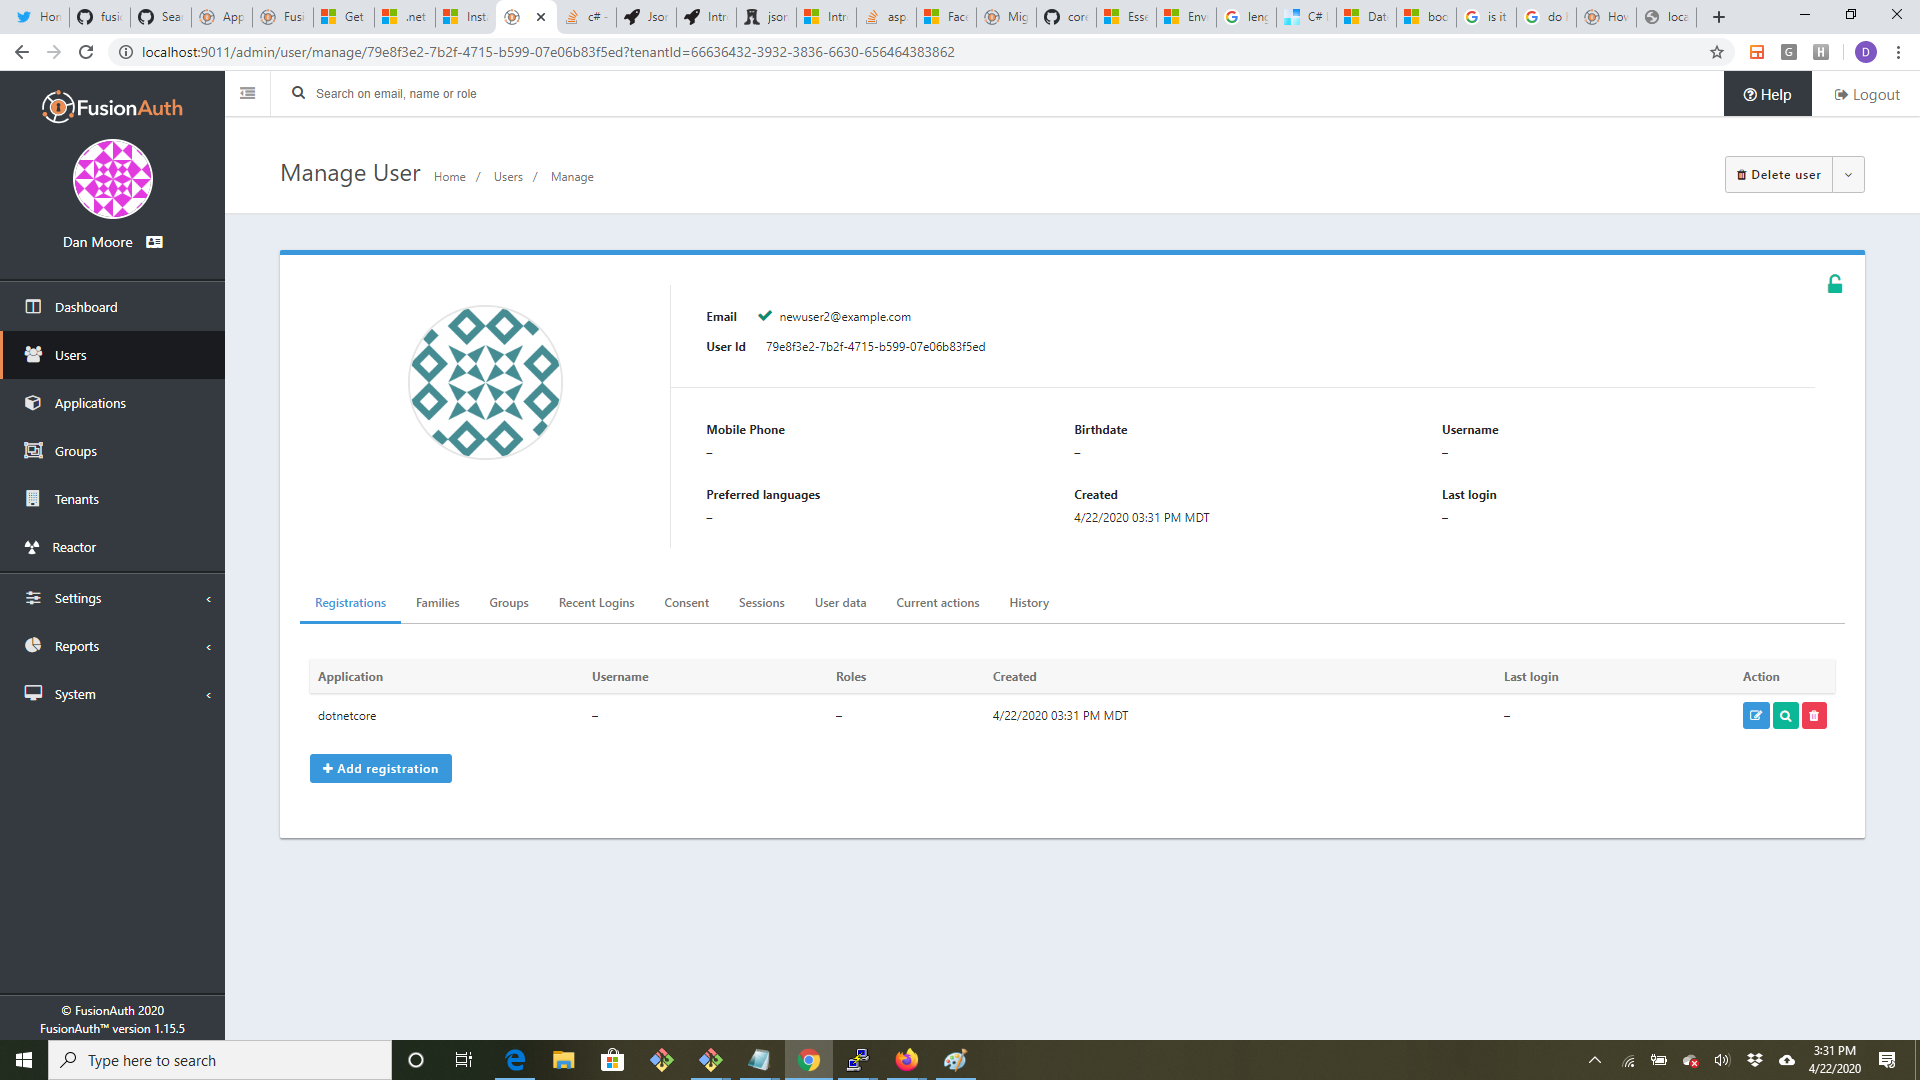 Hon
fusio
Sear
App
Fusi
Get
.net
Inst
c# -
Json
Intr
json
Intr
asp.
Face
Mig
core
Esse
Env
leng
C# |
Date
boo
is it
do I
How
loca
localhost:9011/admin/user/manage/79e8f3e2-7b2f-4715-b599-07e06b83f5ed?tenantId=66636432-3932-3836-6630-656464383862
G
H
D
FusionAuth
Search on email, name or role
Help
Logout
Dan Moore
Manage User
Home / Users / Manage
Delete user
Dashboard
Users
Applications
Groups
Tenants
Reactor
Settings
Reports
System
Email newuser2@example.com
User Id 79e8f3e2-7b2f-4715-b599-07e06b83f5ed
Mobile Phone Birthdate Username
– – –
Preferred languages Created Last login
– 4/22/2020 03:31 PM MDT –
Registrations Families Groups Recent Logins Consent Sessions User data Current actions History
Application Username Roles Created Last login Action
dotnetcore – – 4/22/2020 03:31 PM MDT –
Add registration
© FusionAuth 2020
FusionAuth™ version 1.15.5
Type here to search
3:31 PM
4/22/2020